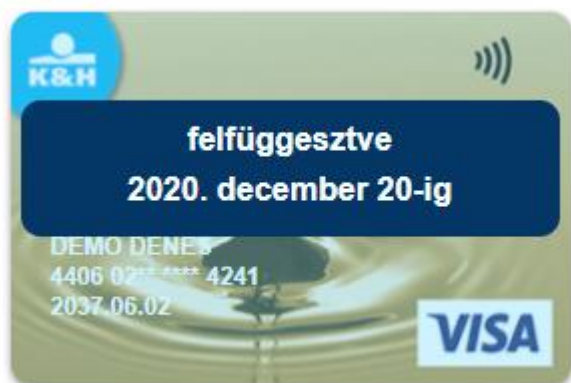 K&H
felfüggesztve
2020. december 20-ig
DEMO DENES
4406 02** **** 4241
2037.06.02
VISA